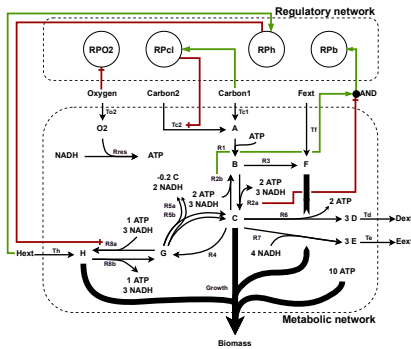 Regulatory network
RPO2
RPcl
RPh
RPb
Oxygen
Carbon2
Carbon1
Fext
AND
To2
Tc2
Tc1
Tf
O2
A
ATP
R1
NADH
Rres
ATP
B
R3
F
-0.2 C
2 NADH
R2b
2 ATP
3 NADH
2 ATP
3 NADH
R2a
R5a
R5b
2 ATP
C
R6
3 D
Td
Dext
1 ATP
3 NADH
R7
3 E
Te
Eext
Hext
Th
H
R8a
R8b
G
R4
4 NADH
1 ATP
3 NADH
10 ATP
Growth
Metabolic network
Biomass